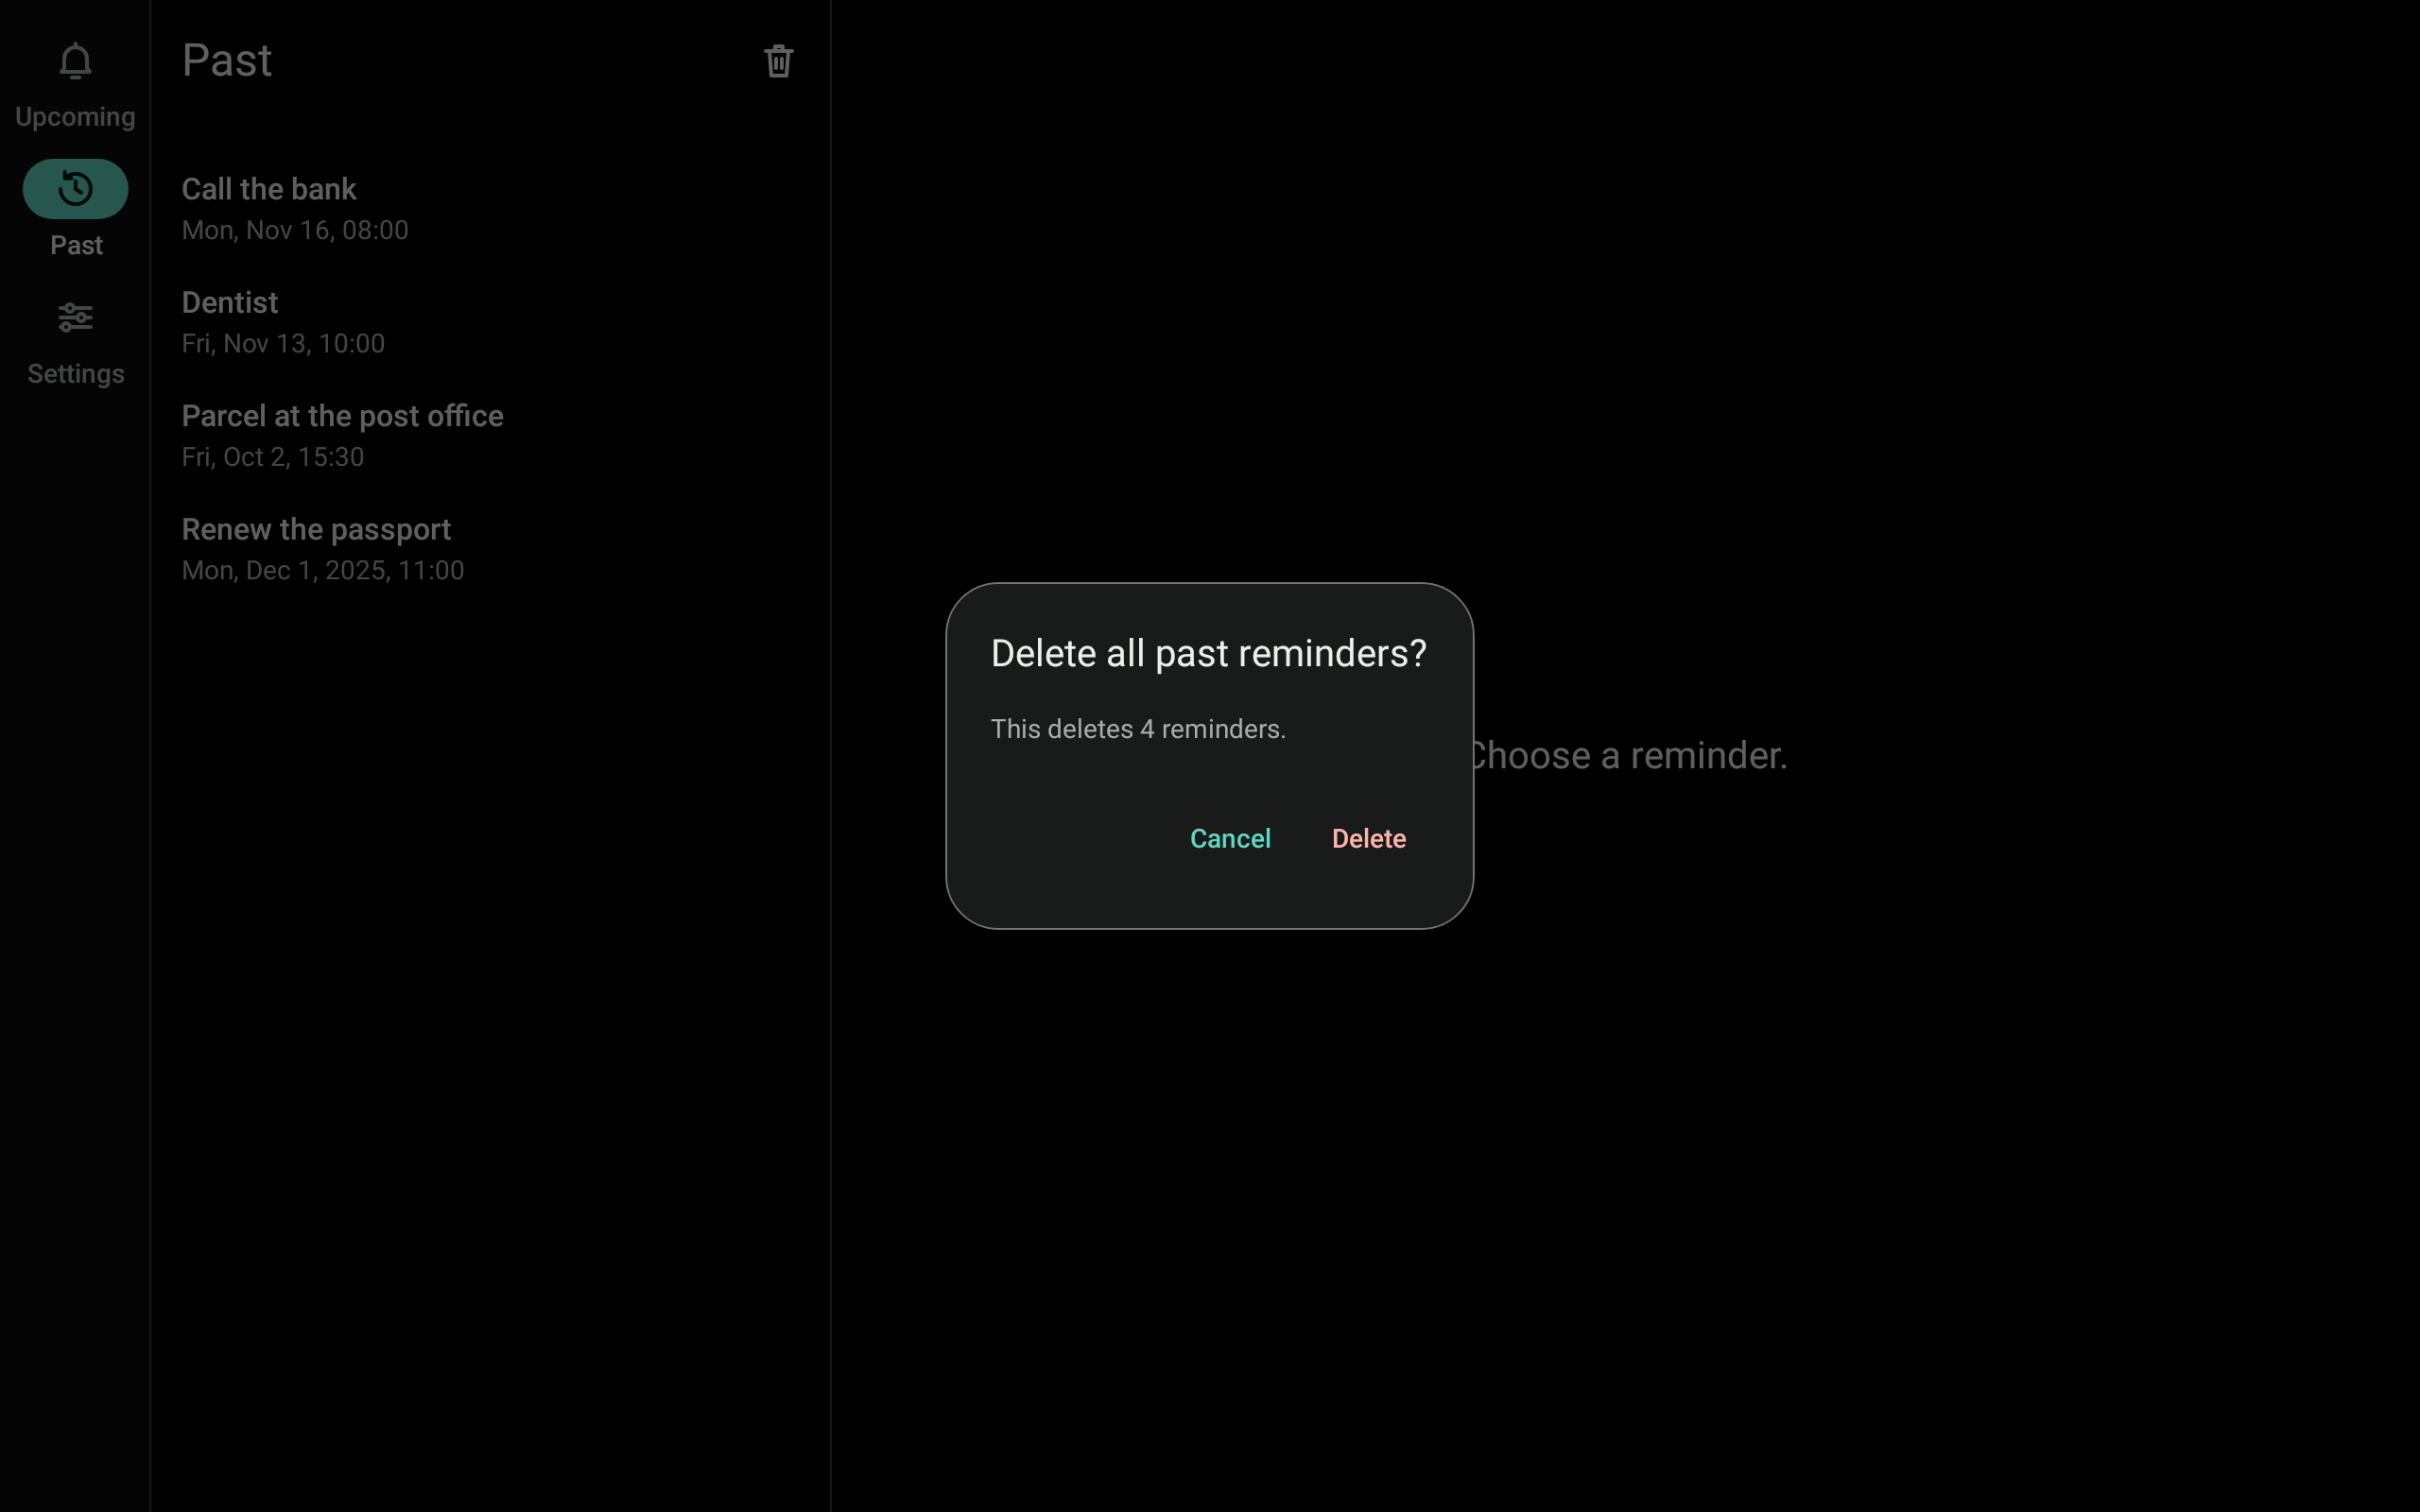 Upcoming
Past
Settings
Past
Call the bank
Mon, Nov 16, 08:00
Dentist
Fri, Nov 13, 10:00
Parcel at the post office
Fri, Oct 2, 15:30
Renew the passport
Mon, Dec 1, 2025, 11:00
Delete all past reminders?
This deletes 4 reminders.
Cancel Delete
Choose a reminder.